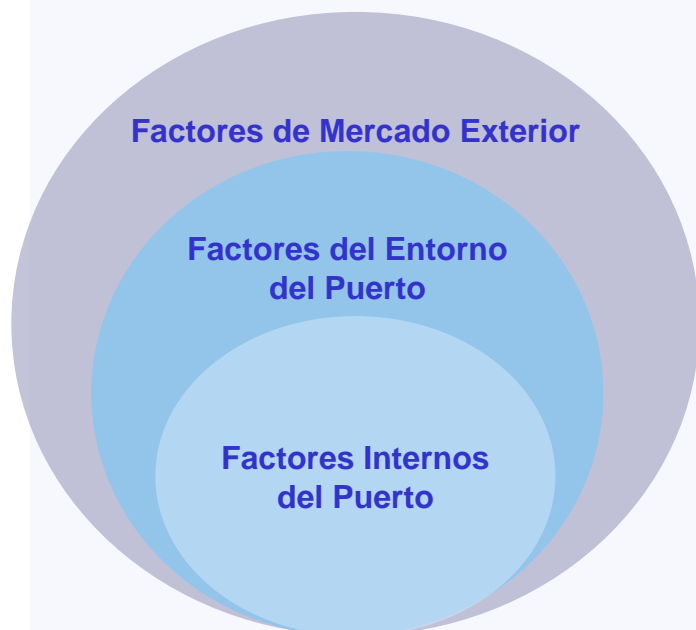 Factores de Mercado Exterior
Factores del Entorno
del Puerto
Factores Internos
del Puerto